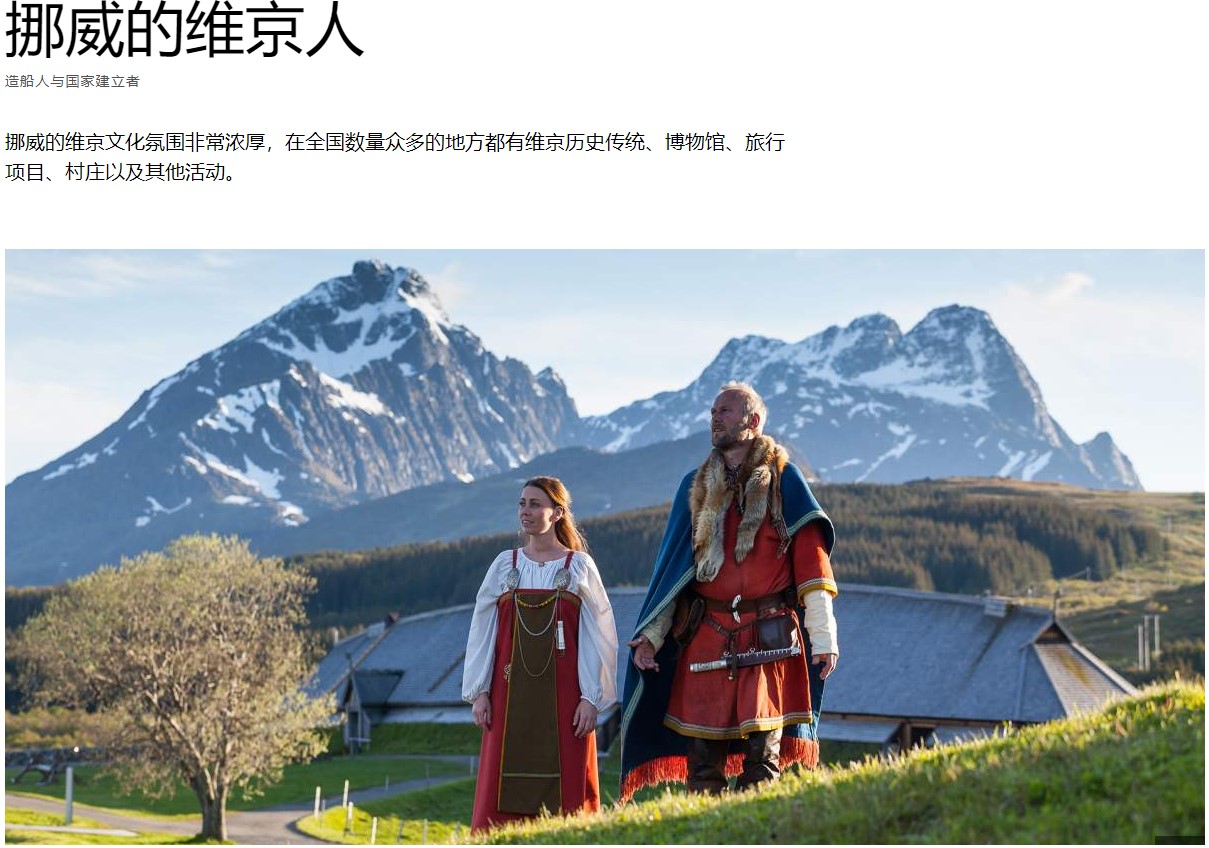 挪威的维京人
造船人与国家建立者
挪威的维京文化氛围非常浓厚，在全国数量众多的地方都有维京历史传统、博物馆、旅行
项目、村庄以及其他活动。